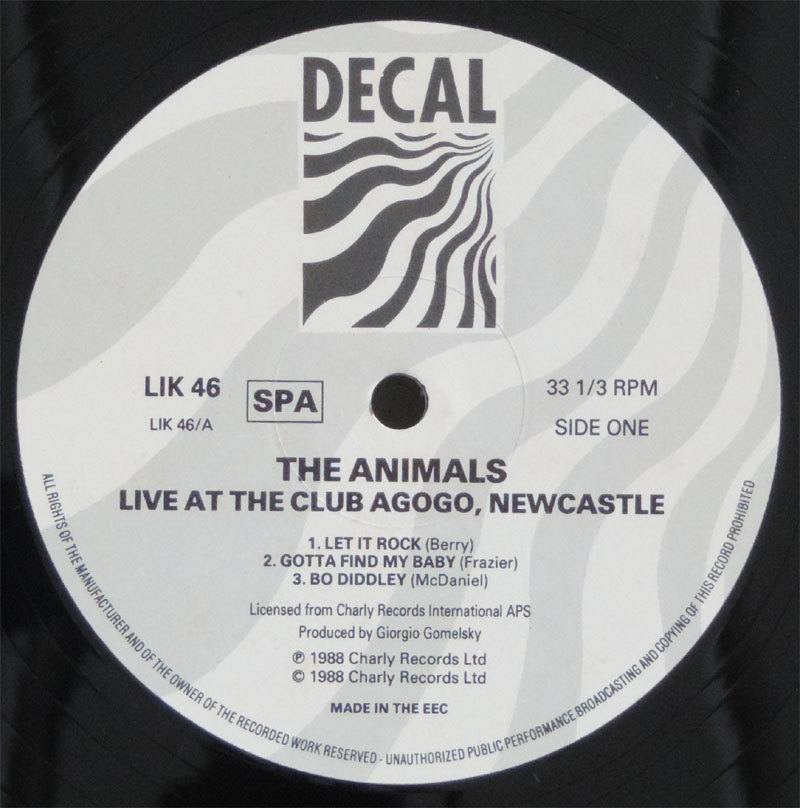 DECAL
LIK 46
SPA
33 1/3 RPM
LIK 46/A
SIDE ONE
THE ANIMALS
LIVE AT THE CLUB AGOGO, NEWCASTLE
1. LET IT ROCK (Berry)
2. GOTTA FIND MY BABY (Frazier)
3. BO DIDDLEY (McDaniel)
Licensed from Charly Records International APS
Produced by Giorgio Gomelsky
℗ 1988 Charly Records Ltd
© 1988 Charly Records Ltd
MADE IN THE EEC
ALL RIGHTS OF THE MANUFACTURER AND OF THE OWNER OF THE RECORDED WORK RESERVED - UNAUTHORIZED PUBLIC PERFORMANCE BROADCASTING AND COPYING OF THIS RECORD PROHIBITED